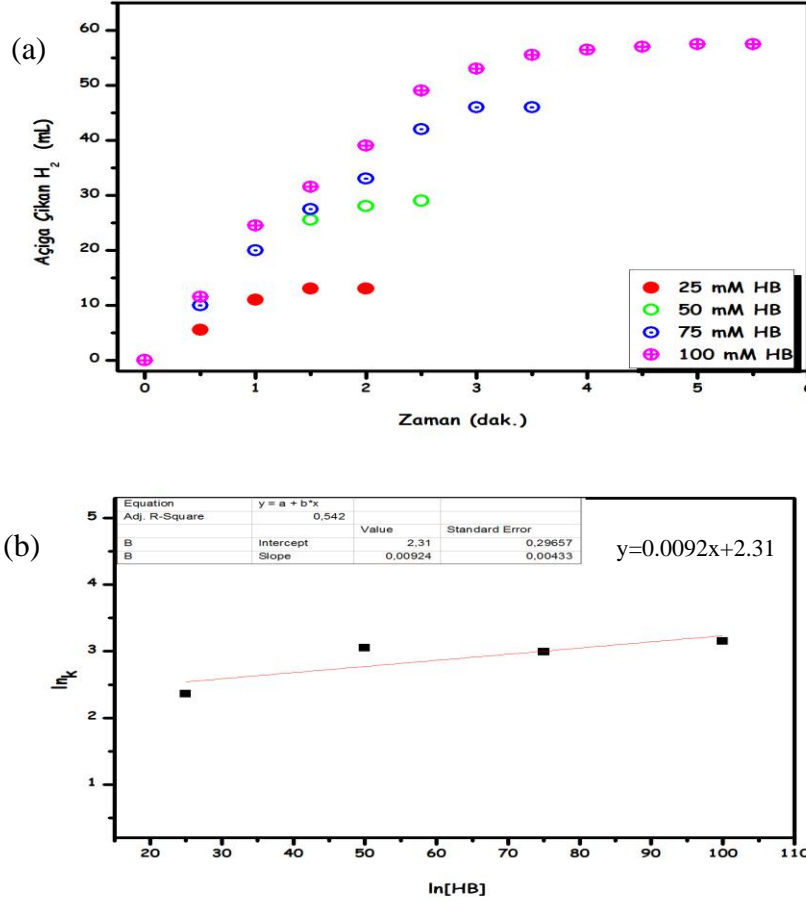 (a)
Açiga Çikan H2 (mL)
60
50
40
30
20
10
0
0 1 2 3 4 5 6
Zaman (dak.)
25 mM HB
50 mM HB
75 mM HB
100 mM HB
(b)
Equation y = a + b*x
Adj. R-Square 0,542
Value Standard Error
B Intercept 2,31 0,29657
B Slope 0,00924 0,00433
y=0.0092x+2.31
lnk
5
4
3
2
1
20 30 40 50 60 70 80 90 100 110
ln[HB]